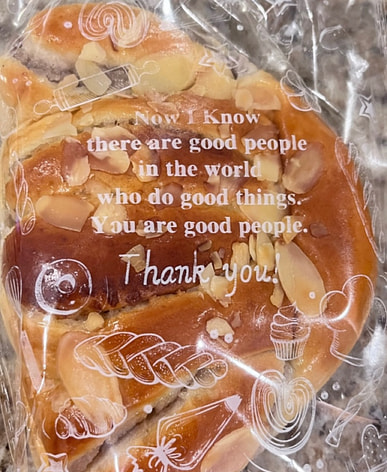 Now I Know
there are good people
in the world
who do good things.
You are good people.
Thank you!